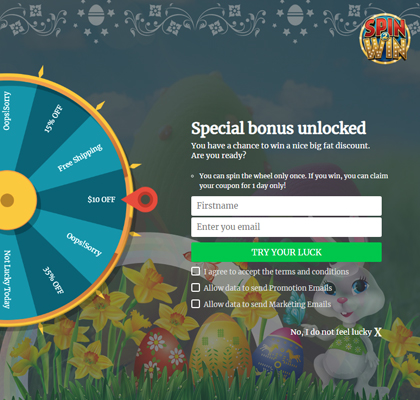 SPIN
2
WIN
Special bonus unlocked
You have a chance to win a nice big fat discount.
Are you ready?
You can spin the wheel only once. If you win, you can claim
your coupon for 1 day only!
Firstname
Enter you email
TRY YOUR LUCK
I agree to accept the terms and conditions
Allow data to send Promotion Emails
Allow data to send Marketing Emails
No, I do not feel lucky X
Oops!Sorry
15% OFF
Free Shipping
$10 OFF
Oops!Sorry
35% OFF
Not Lucky Today